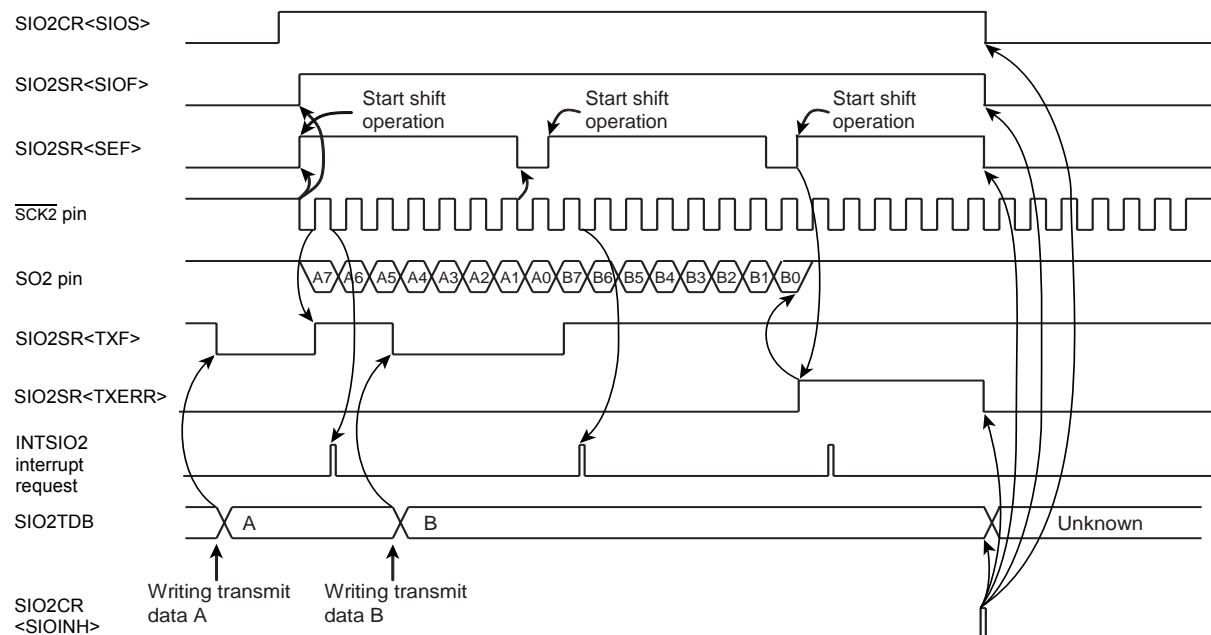 SIO2CR<SIOS>
SIO2SR<SIOF>
Start shift
operation
Start shift
operation
Start shift
operation
SIO2SR<SEF>
SCK2 pin
SO2 pin
A7 A6 A5 A4 A3 A2 A1 A0 B7 B6 B5 B4 B3 B2 B1 B0
SIO2SR<TXF>
SIO2SR<TXERR>
INTSIO2
interrupt
request
SIO2TDB
A
B
Unknown
Writing transmit
data A
Writing transmit
data B
SIO2CR
<SIOINH>